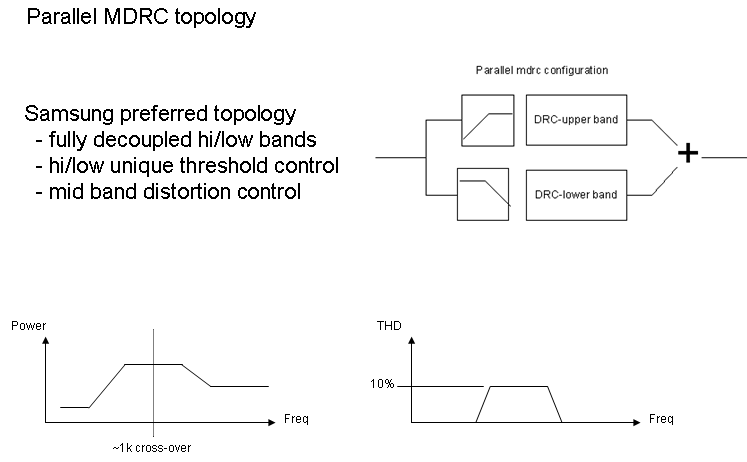 Parallel MDRC topology
Parallel mdrc configuration
Samsung preferred topology
- fully decoupled hi/low bands
- hi/low unique threshold control
- mid band distortion control
DRC-upper band
+
DRC-lower band
Power
Freq
~1k cross-over
THD
10%
Freq